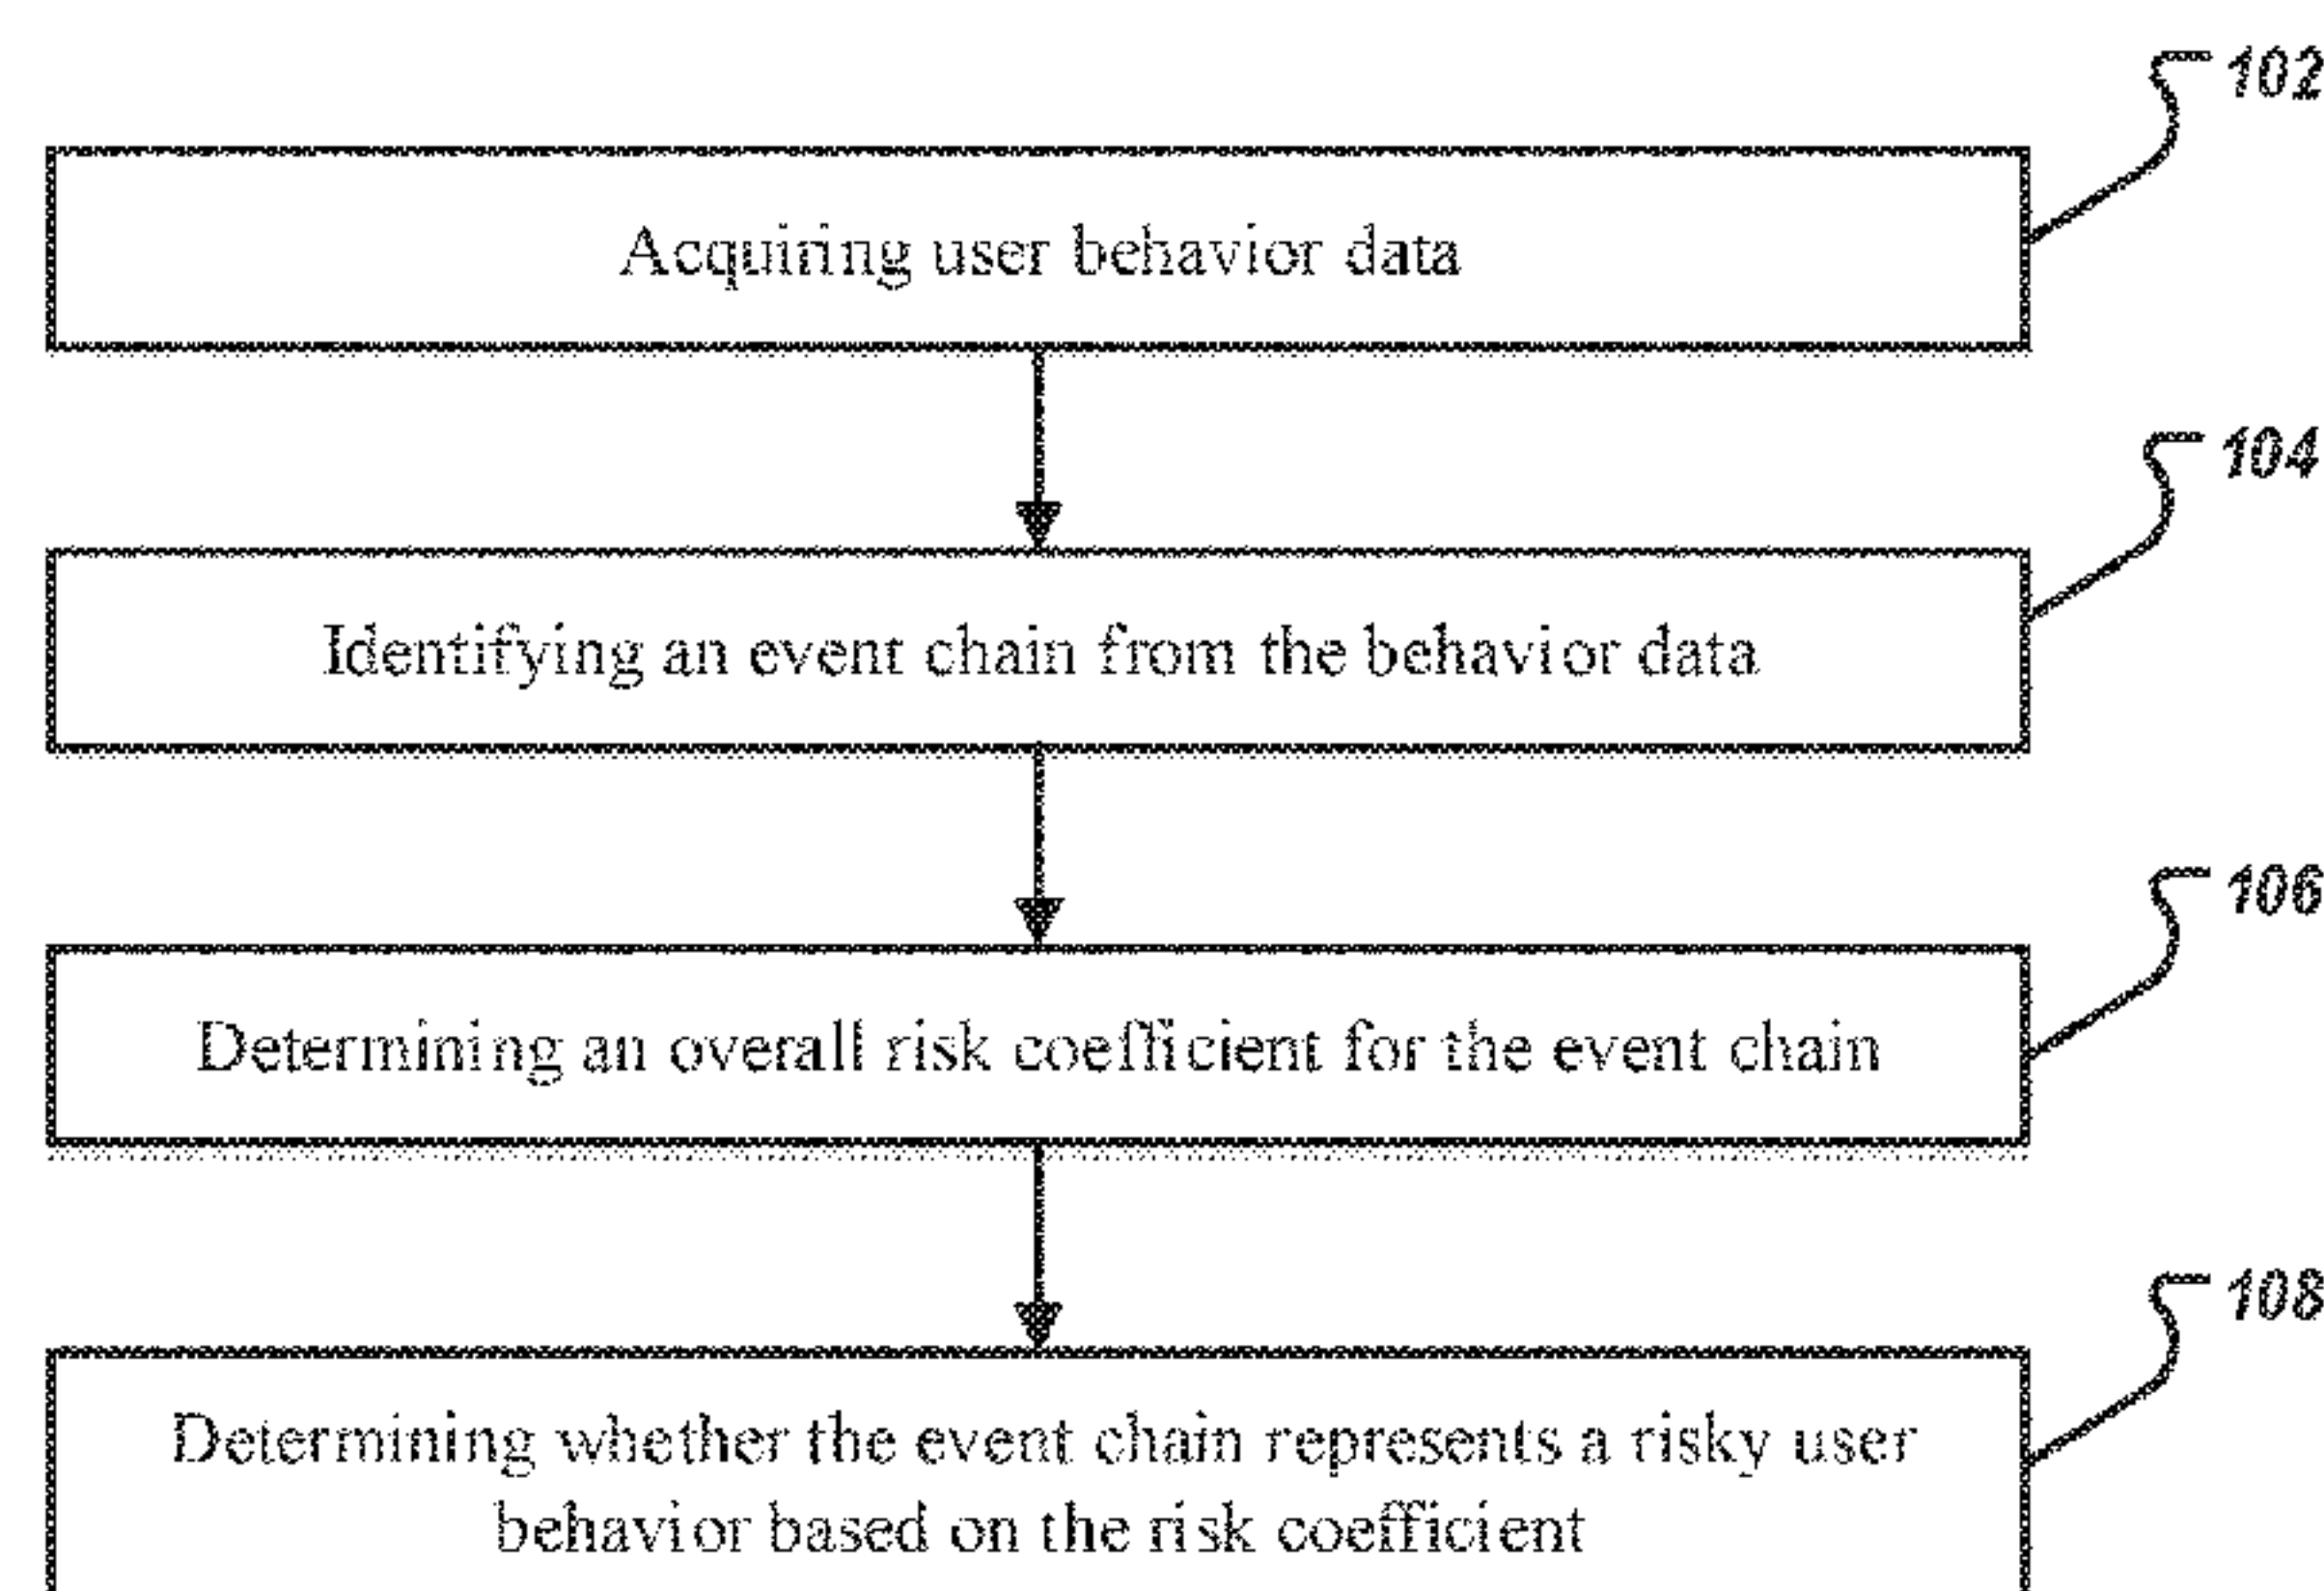 102
Acquiring user behavior data
104
Identifying an event chain from the behavior data
106
Determining an overall risk coefficient for the event chain
108
Determining whether the event chain represents a risky user
behavior based on the risk coefficient